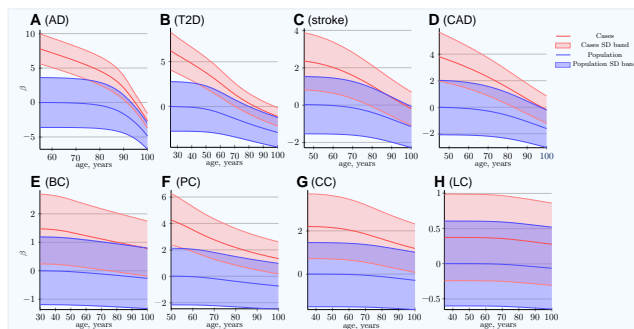 A (AD)
10
5
0
−5
β
60 70 80 90 100
age, years
B (T2D)
8
6
4
2
0
−2
−4
30 40 50 60 70 80 90 100
age, years
C (stroke)
4
2
0
−2
50 60 70 80 90 100
age, years
D (CAD)
4
2
0
−2
50 60 70 80 90 100
age, years
Cases
Cases SD band
Population
Population SD band
E (BC)
2
1
0
−1
β
30 40 50 60 70 80 90 100
age, years
F (PC)
6
4
2
0
−2
50 60 70 80 90 100
age, years
G (CC)
2
0
40 50 60 70 80 90 100
age, years
H (LC)
1
0.5
0
−0.5
40 50 60 70 80 90 100
age, years